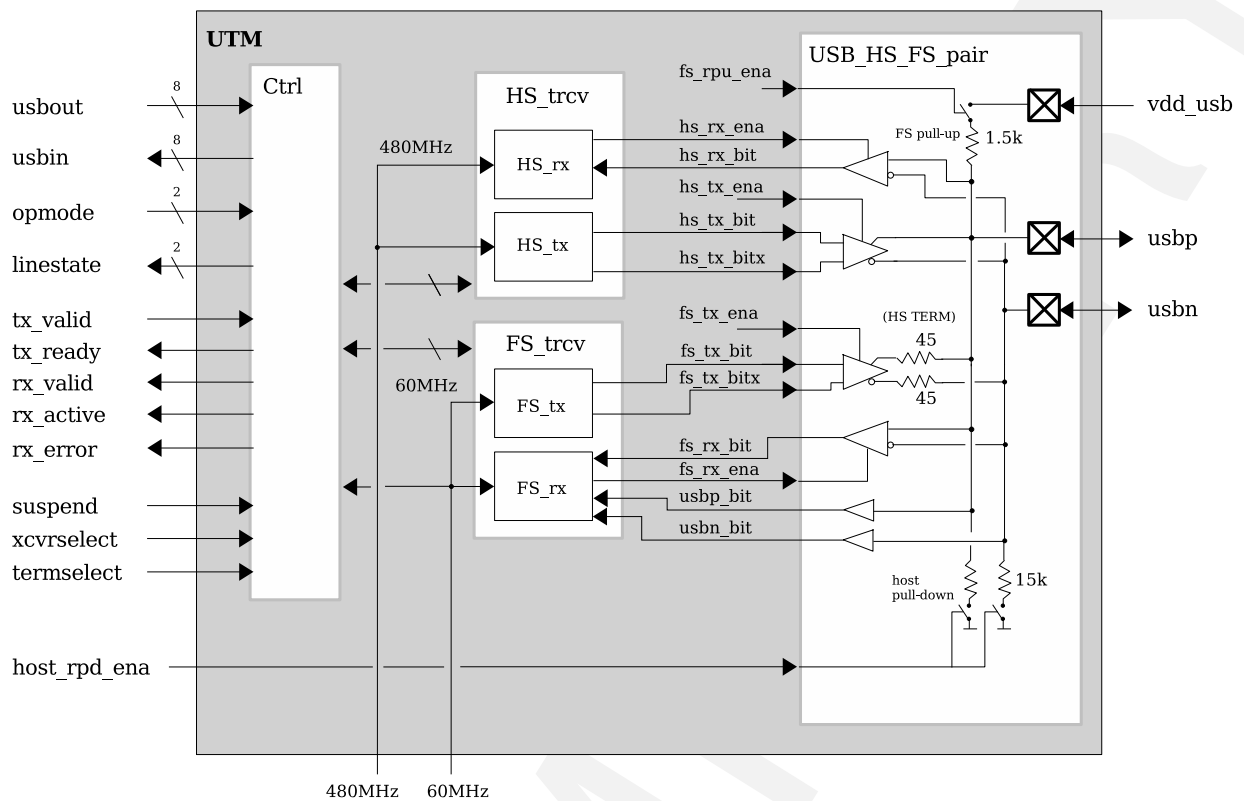 UTM
USB_HS_FS_pair
Ctrl
HS_trcv
fs_rpu_ena
8
usbout
vdd_usb
FS pull-up
1.5k
hs_rx_ena
480MHz
8
usbin
hs_rx_bit
HS_rx
hs_tx_ena
2
opmode
hs_tx_bit
usbp
HS_tx
2
linestate
hs_tx_bitx
usbn
tx_valid
fs_tx_ena
(HS TERM)
FS_trcv
45
tx_ready
fs_tx_bit
rx_valid
60MHz
fs_tx_bitx
45
FS_tx
rx_active
rx_error
fs_rx_bit
fs_rx_ena
FS_rx
usbp_bit
suspend
usbn_bit
xcvrselect
termselect
host
pull-down
15k
host_rpd_ena
480MHz
60MHz